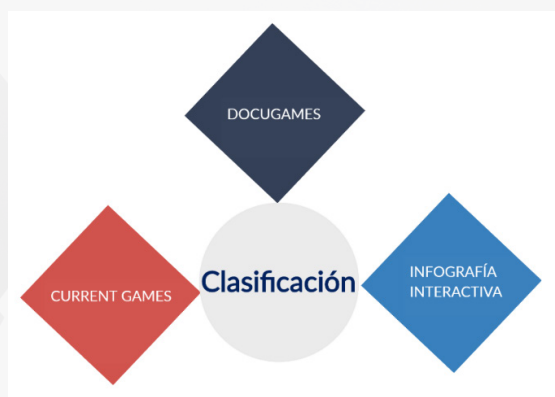 DOCUGAMES
Clasificación
CURRENT GAMES
INFOGRAFÍA
INTERACTIVA